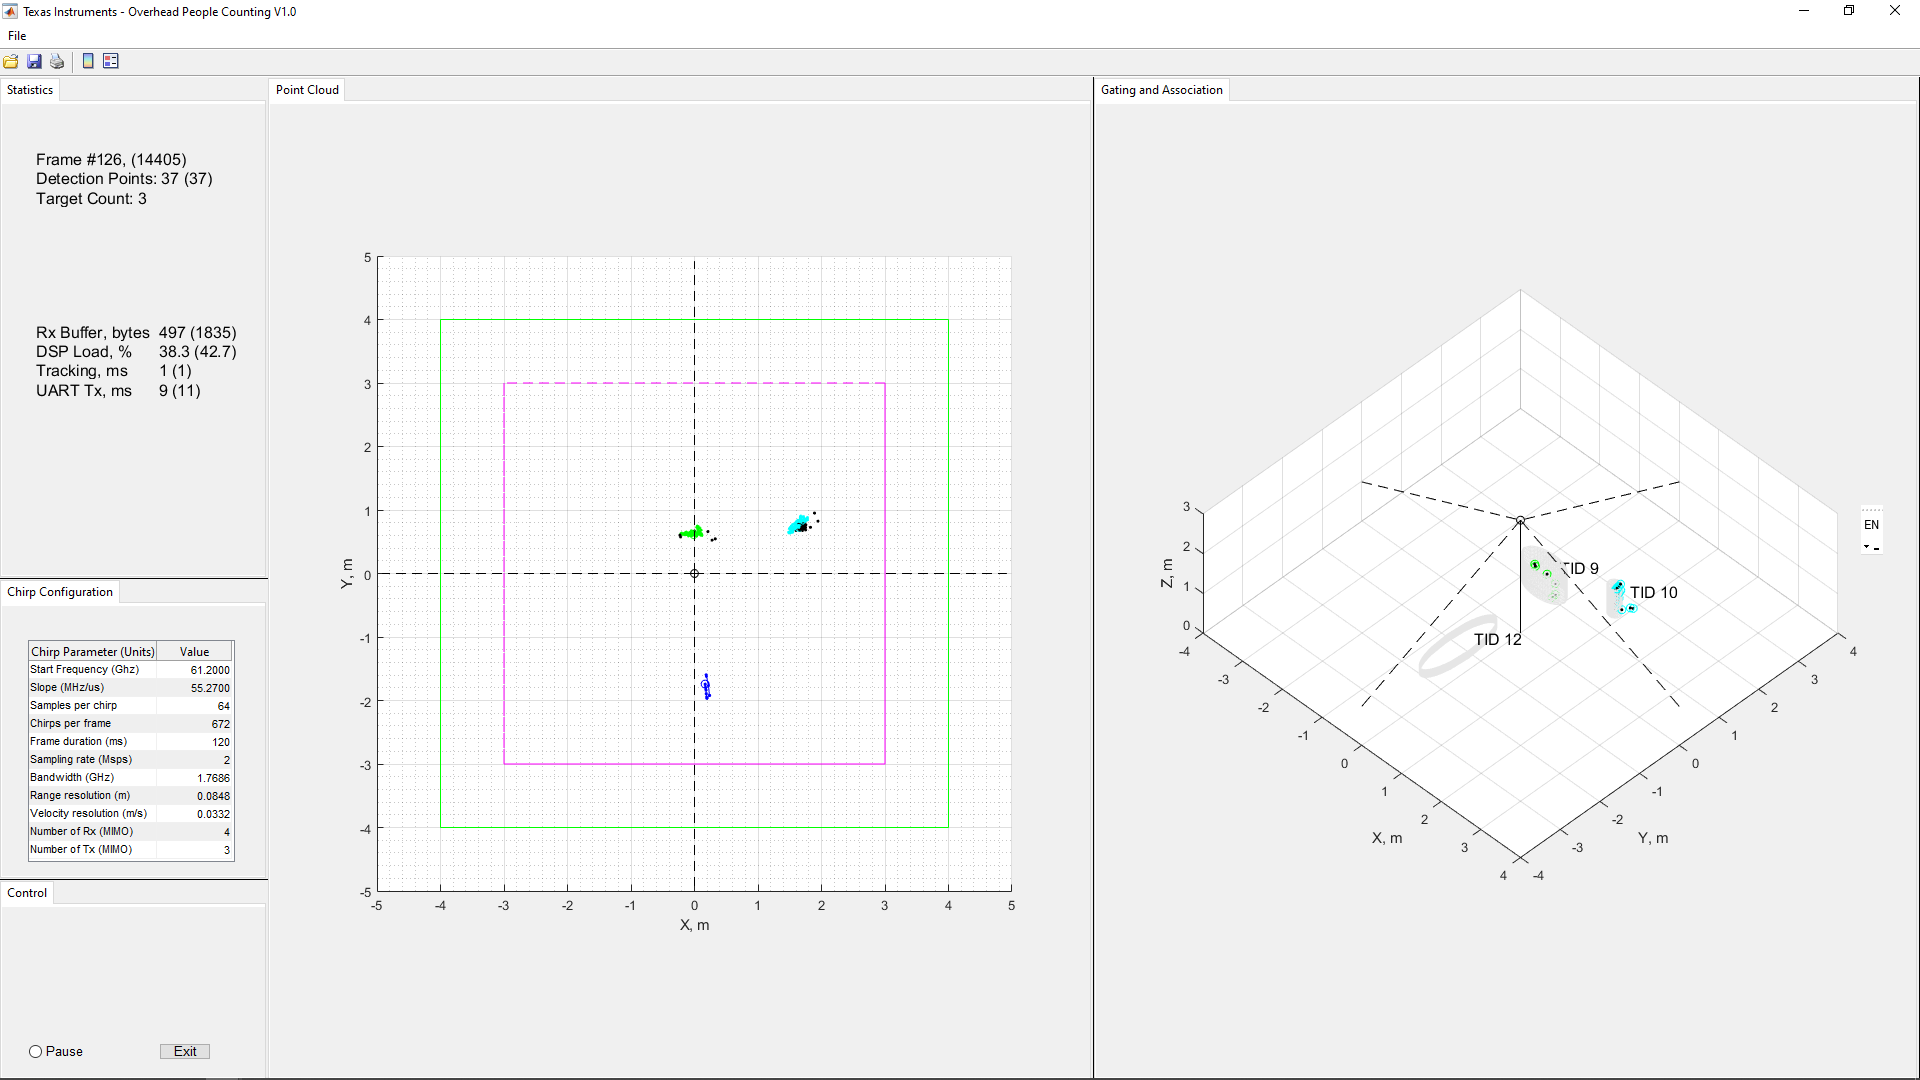 Texas Instruments - Overhead People Counting V1.0
File
Statistics
Frame #126, (14405)
Detection Points: 37 (37)
Target Count: 3
Rx Buffer, bytes 497 (1835)
DSP Load, % 38.3 (42.7)
Tracking, ms 1 (1)
UART Tx, ms 9 (11)
Chirp Configuration
Chirp Parameter (Units) Value
Start Frequency (Ghz) 61.2000
Slope (MHz/us) 55.2700
Samples per chirp 64
Chirps per frame 672
Frame duration (ms) 120
Sampling rate (Msps) 2
Bandwidth (GHz) 1.7686
Range resolution (m) 0.0848
Velocity resolution (m/s) 0.0332
Number of Rx (MIMO) 4
Number of Tx (MIMO) 3
Control
Pause Exit
Point Cloud
5
4
3
2
1
0
-1
-2
-3
-4
-5
Y, m
-5 -4 -3 -2 -1 0 1 2 3 4 5
X, m
Gating and Association
EN
TID 9
TID 10
TID 12
3
2
1
0
Z, m
-4 -3 -2 -1 0 1 2 3 4
X, m
-4 -3 -2 -1 0 1 2 3 4
Y, m